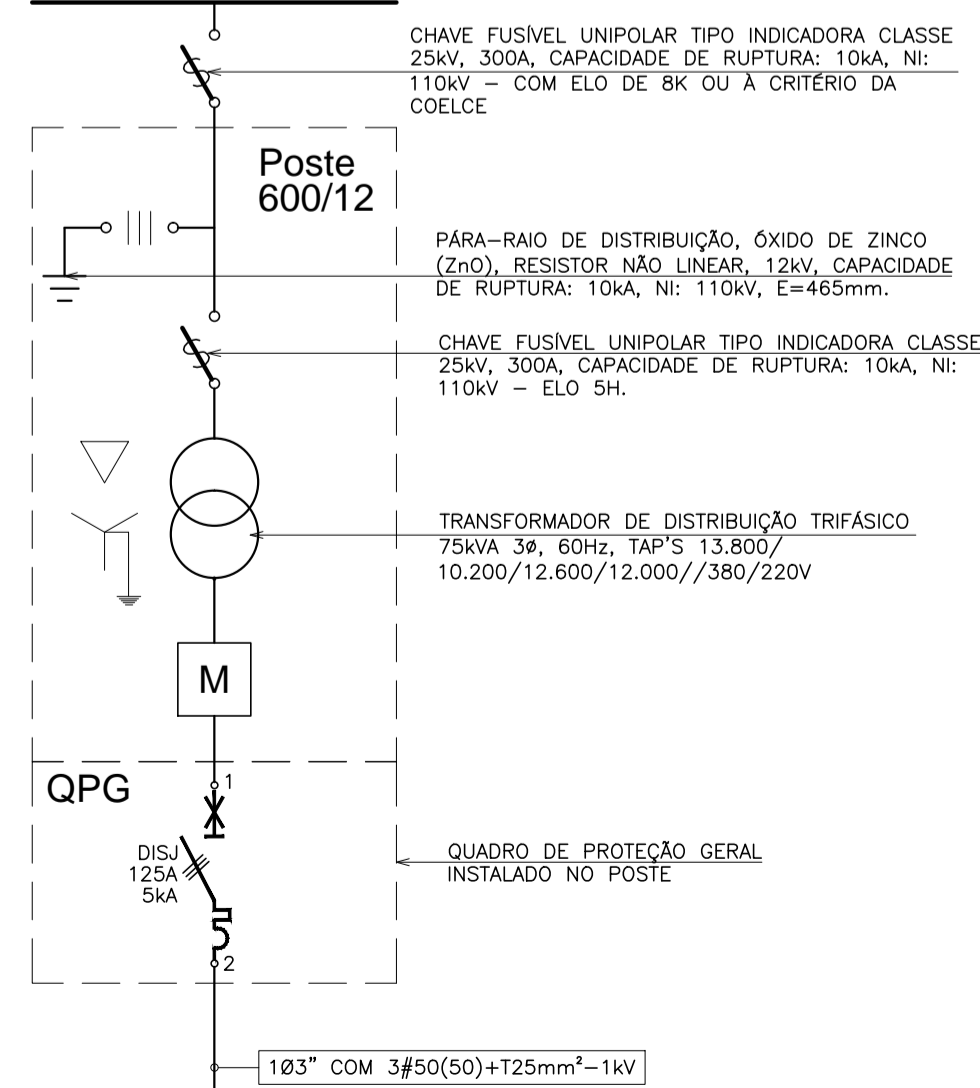 CHAVE FUSÍVEL UNIPOLAR TIPO INDICADORA CLASSE
25kV, 300A, CAPACIDADE DE RUPTURA: 10kA, NI:
110kV – COM ELO DE 8K OU À CRITÉRIO DA
COELCE
Poste
600/12
PÁRA-RAIO DE DISTRIBUIÇÃO, ÓXIDO DE ZINCO
(ZnO), RESISTOR NÃO LINEAR, 12kV, CAPACIDADE
DE RUPTURA: 10kA, NI: 110kV, E=465mm.
CHAVE FUSÍVEL UNIPOLAR TIPO INDICADORA CLASSE
25kV, 300A, CAPACIDADE DE RUPTURA: 10kA, NI:
110kV – ELO 5H.
TRANSFORMADOR DE DISTRIBUIÇÃO TRIFÁSICO
75kVA 3ø, 60Hz, TAP'S 13.800/
10.200/12.600/12.000//380/220V
M
QPG
1
DISJ
125A
5kA
QUADRO DE PROTEÇÃO GERAL
INSTALADO NO POSTE
2
1Ø3" COM 3#50(50)+T25mm²–1kV